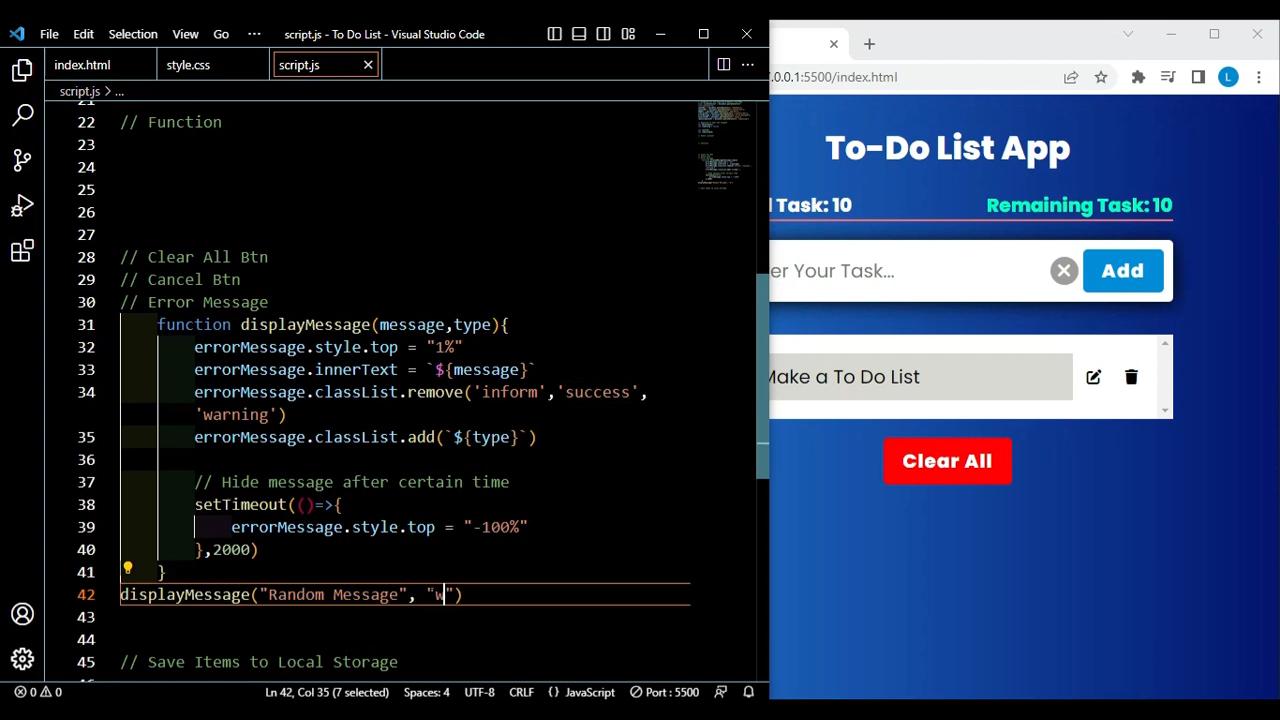 File Edit Selection View Go ··· script.js - To Do List - Visual Studio Code
index.html style.css script.js
script.js > ...
21
22 // Function
23
24
25
26
27
28 // Clear All Btn
29 // Cancel Btn
30 // Error Message
31 function displayMessage(message,type){
32 errorMessage.style.top = "1%"
33 errorMessage.innerText = `${message}`
34 errorMessage.classList.remove('inform','success',
'warning')
35 errorMessage.classList.add(`${type}`)
36
37 // Hide message after certain time
38 setTimeout(()=>{
39 errorMessage.style.top = "-100%"
40 },2000)
41 }
42 displayMessage("Random Message", "w")
43
44
45 // Save Items to Local Storage
0 0 Ln 42, Col 35 (7 selected) Spaces: 4 UTF-8 CRLF {} JavaScript Port : 5500
.0.0.1:5500/index.html L
To-Do List App
Task: 10 Remaining Task: 10
er Your Task... Add
Make a To Do List
Clear All